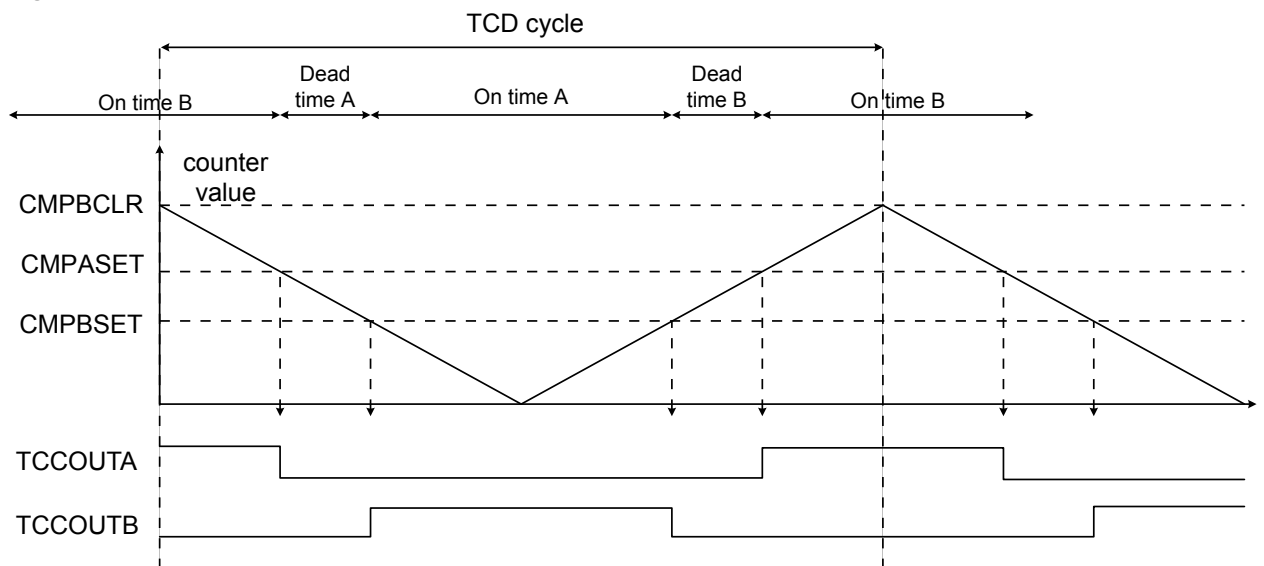 TCD cycle
Dead
time A
Dead
time B
On time B
On time A
On time B
counter
value
CMPBCLR
CMPASET
CMPBSET
TCCOUTA
TCCOUTB